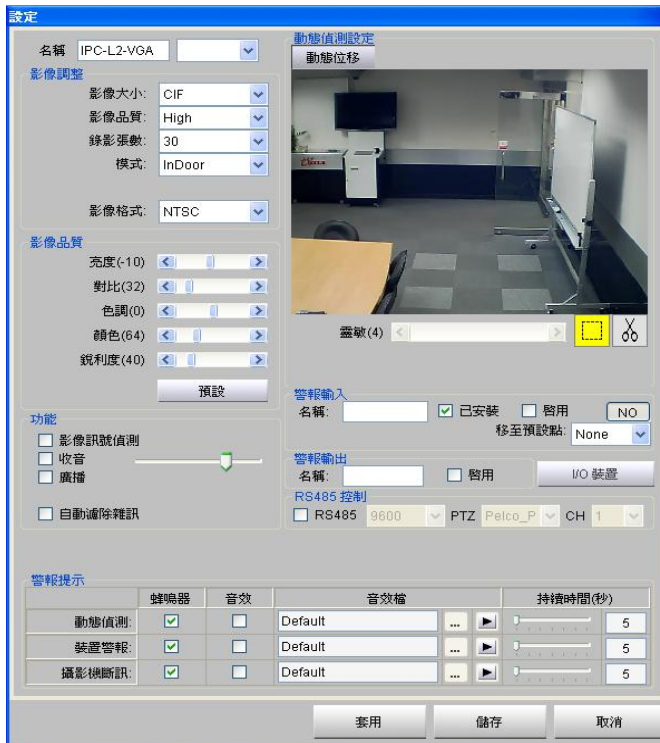 設定
名稱 IPC-L2-VGA
影像調整
影像大小: CIF
影像品質: High
錄影張數: 30
模式: InDoor
影像格式: NTSC
影像品質
亮度(-10)
對比(32)
色調(0)
顏色(64)
銳利度(40)
預設
功能
影像訊號偵測
收音
廣播
自動濾除雜訊
動態偵測設定
動態位移
靈敏(4)
警報輸入
名稱: 已安裝 啟用 NO
移至預設點: None
警報輸出
名稱: 啟用 I/O 裝置
RS485 控制
RS485 9600 PTZ Pelco_P CH 1
警報提示
蜂鳴器 音效 音效檔 持續時間(秒)
動態偵測: Default ... 5
裝置警報: Default ... 5
攝影機斷訊: Default ... 5
套用 儲存 取消